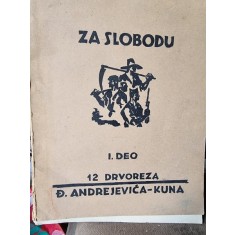 ZA SLOBODU
I. DEO
12 DRVOREZA
Đ. ANDREJEVIĆA-KUNA